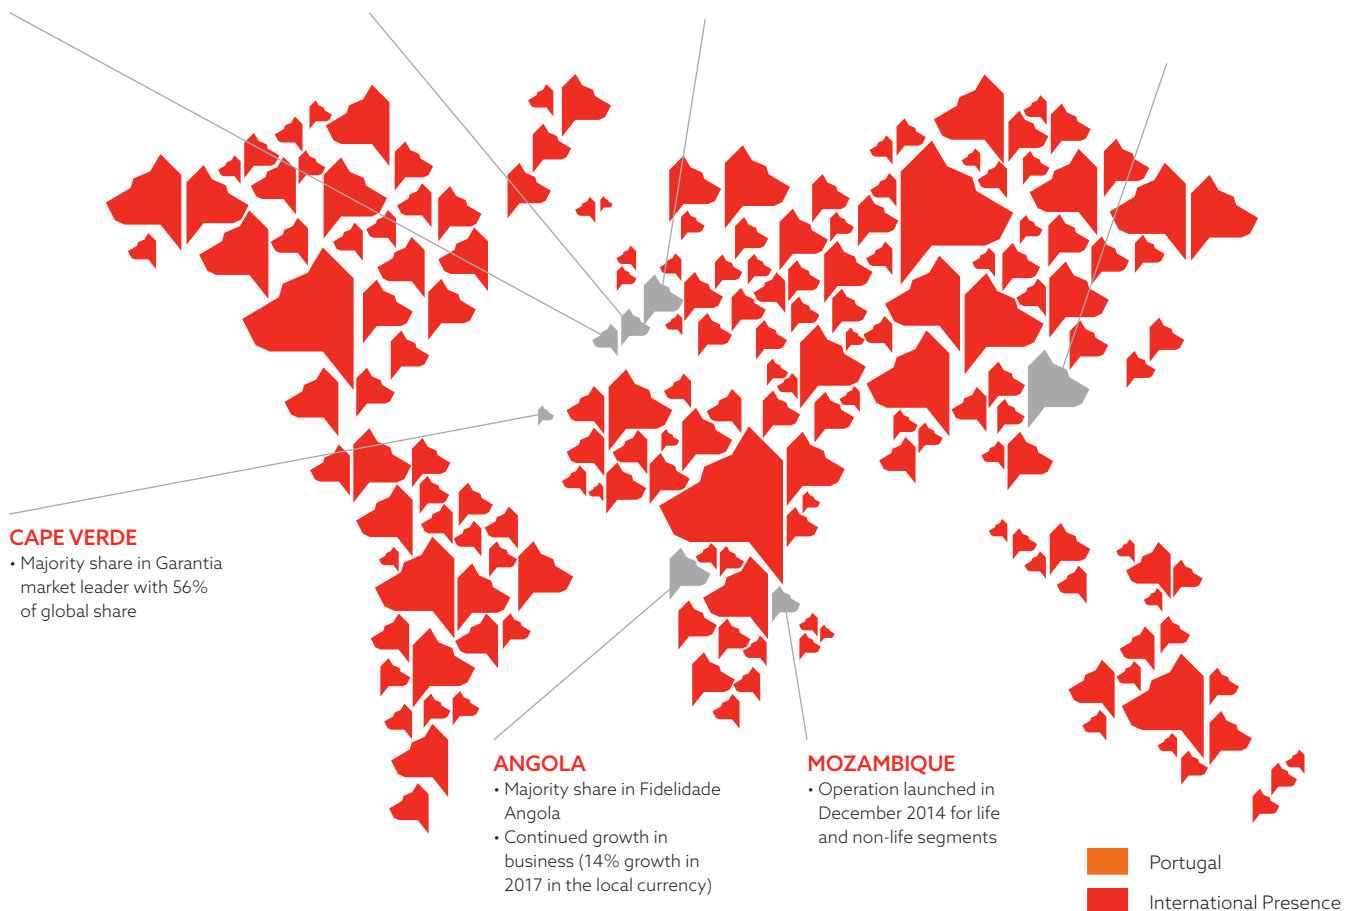 CAPE VERDE
• Majority share in Garantia
market leader with 56%
of global share
ANGOLA
• Majority share in Fidelidade
Angola
• Continued growth in
business (14% growth in
2017 in the local currency)
MOZAMBIQUE
• Operation launched in
December 2014 for life
and non-life segments
Portugal
International Presence